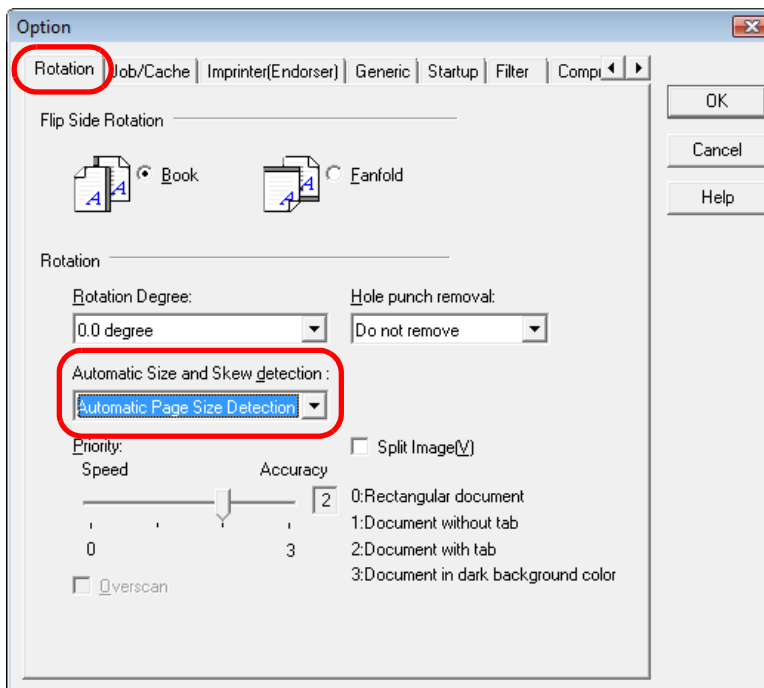 Option
Rotation Job/Cache Imprinter(Endorser) Generic Startup Filter
OK
Cancel
Help
Flip Side Rotation
A A Book A A Fanfold
Rotation
Rotation Degree: Hole punch removal:
0.0 degree Do not remove
Automatic Size and Skew detection :
Automatic Page Size Detection
Priority: Split Image(V)
Speed Accuracy
2 0:Rectangular document
1:Document without tab
0 3 2:Document with tab
3:Document in dark background color
Overscan